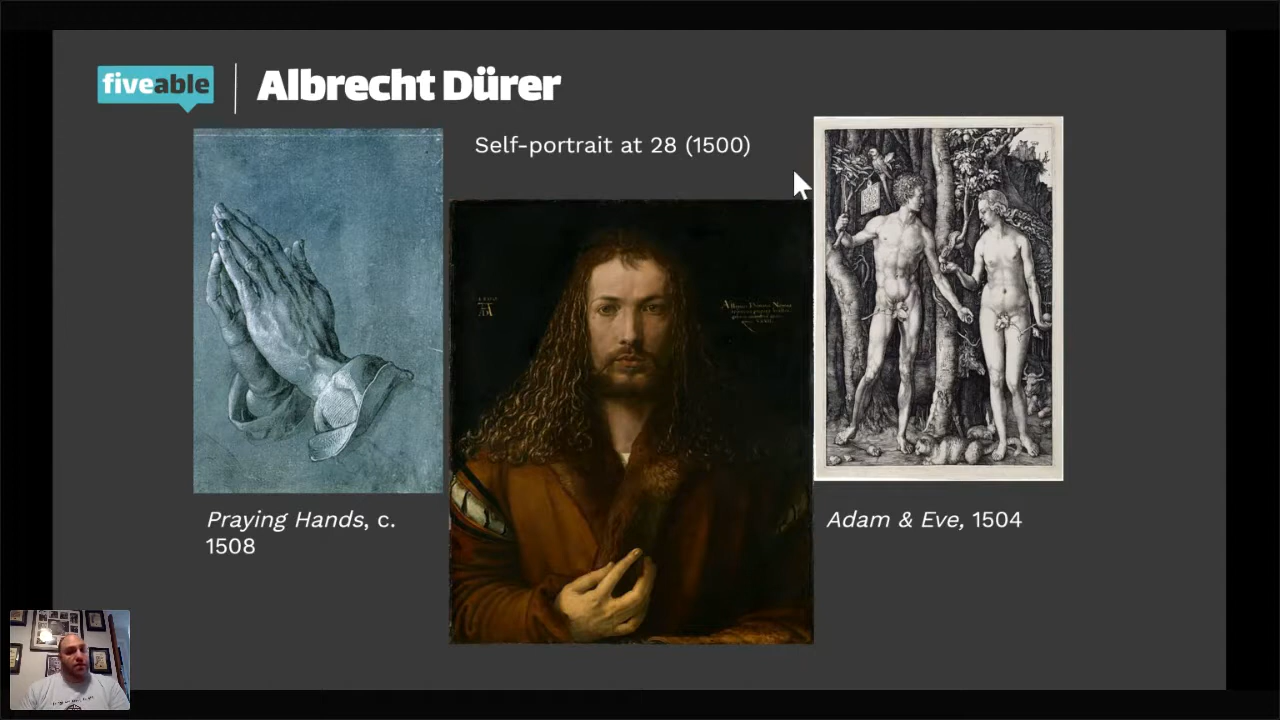 fiveable
Albrecht Dürer
Self-portrait at 28 (1500)
Praying Hands, c.
1508
Adam & Eve, 1504